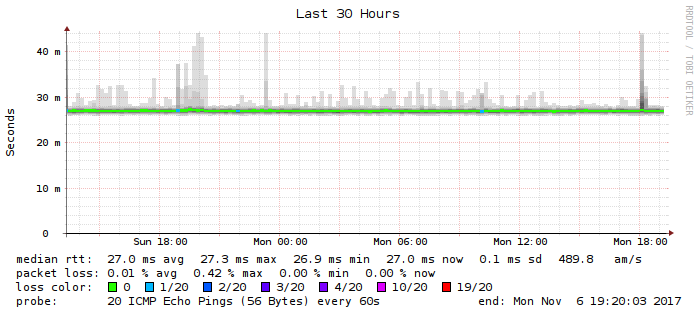 Last 30 Hours
RRDTOOL / TOBI OETIKER
Seconds
40 m
30 m
20 m
10 m
0
Sun 18:00 Mon 00:00 Mon 06:00 Mon 12:00 Mon 18:00
median rtt: 27.0 ms avg 27.3 ms max 26.9 ms min 27.0 ms now 0.1 ms sd 489.8 am/s
packet loss: 0.01 % avg 0.42 % max 0.00 % min 0.00 % now
loss color: 0 1/20 2/20 3/20 4/20 10/20 19/20
probe: 20 ICMP Echo Pings (56 Bytes) every 60s end: Mon Nov 6 19:20:03 2017